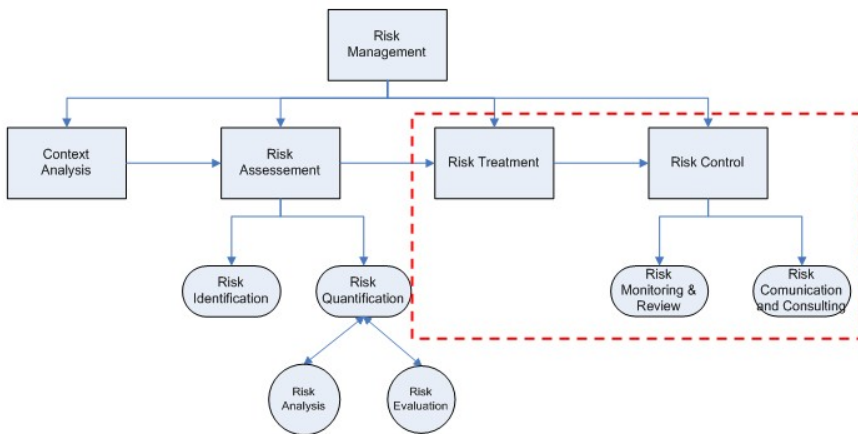 Risk
Management
Context
Analysis
Risk
Assessement
Risk Treatment
Risk Control
Risk
Identification
Risk
Quantification
Risk
Monitoring &
Review
Risk
Comunication
and Consulting
Risk
Analysis
Risk
Evaluation